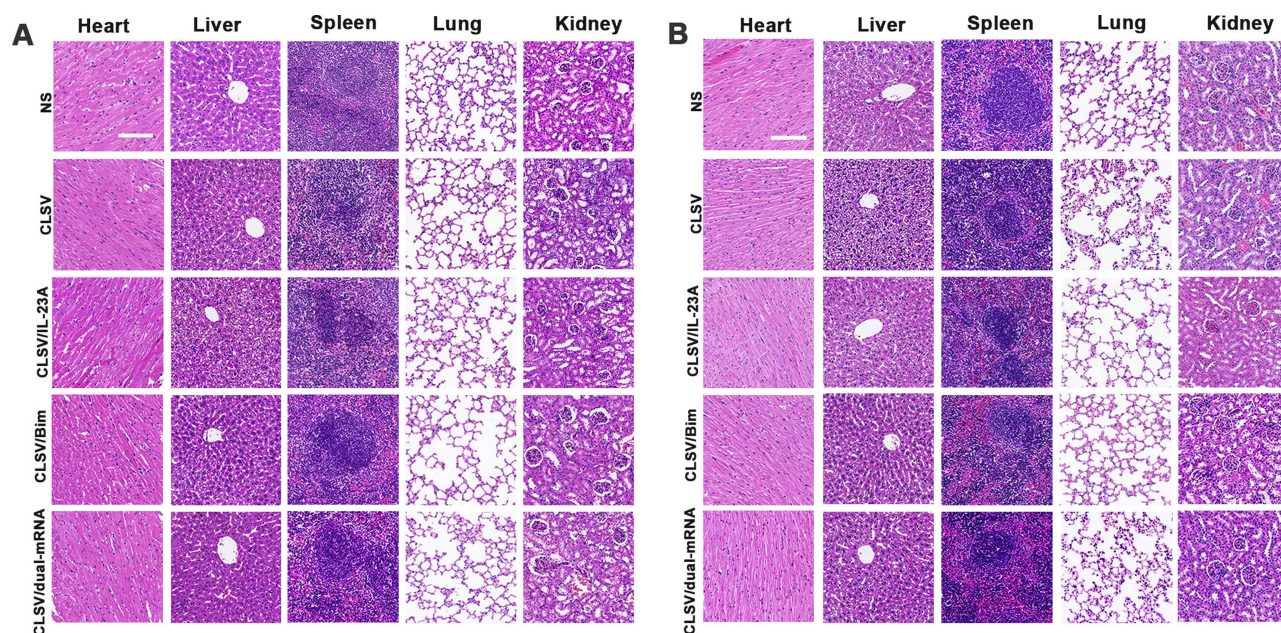 A
Heart Liver Spleen Lung Kidney
NS
CLSV
CLSV/IL-23A
CLSV/Bim
CLSV/dual-mRNA
B
Heart Liver Spleen Lung Kidney
NS
CLSV
CLSV/IL-23A
CLSV/Bim
CLSV/dual-mRNA